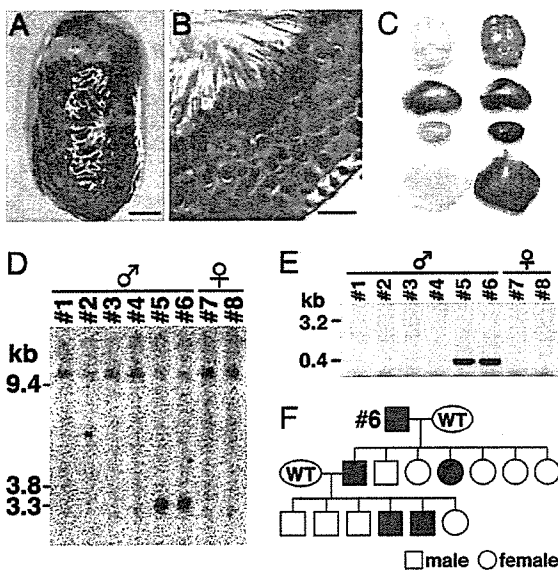 A
B
C
D
♂
♀
#1 #2 #3 #4 #5 #6 #7 #8
kb
9.4-
3.8-
3.3-
E
♂
♀
#1 #2 #3 #4 #5 #6 #7 #8
kb
3.2-
0.4-
F
#6
WT
WT
□male ○female